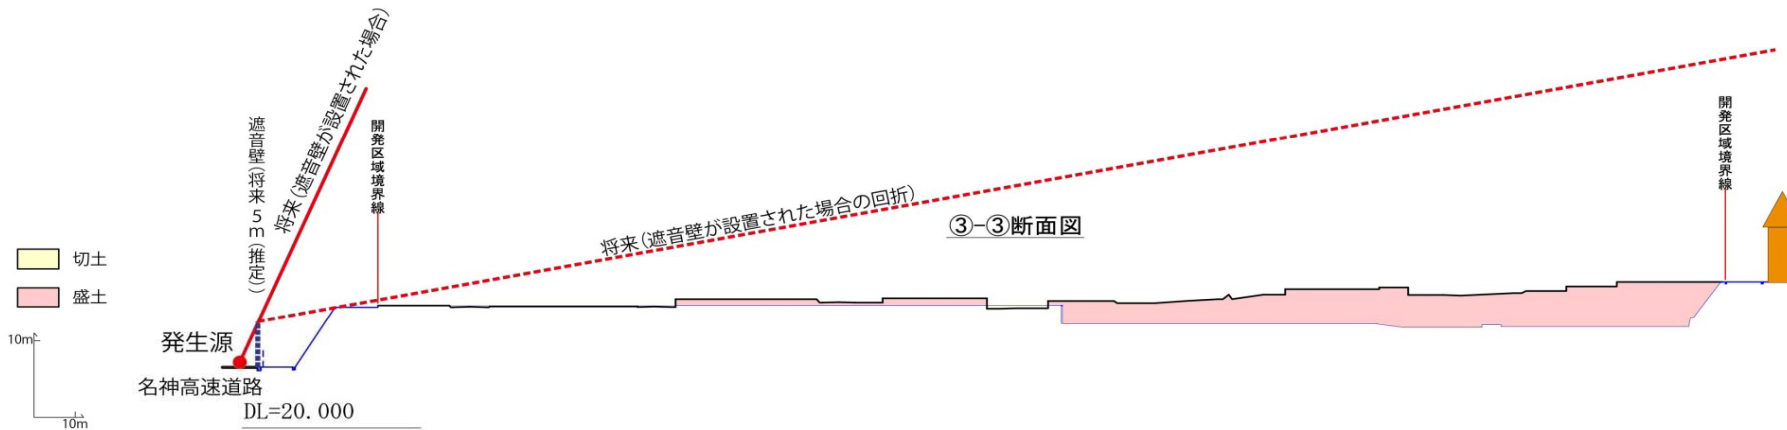 将来(遮音壁が設置された場合)
遮音壁(将来5m(推定))
開発区域境界線
開発区域境界線
将来(遮音壁が設置された場合の回折)
③-③断面図
切土
盛土
発生源
名神高速道路
10m
10m
DL=20.000